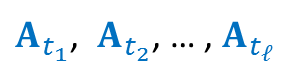 𝐀_{t_1}, 𝐀_{t_2}, … , 𝐀_{t_ℓ}